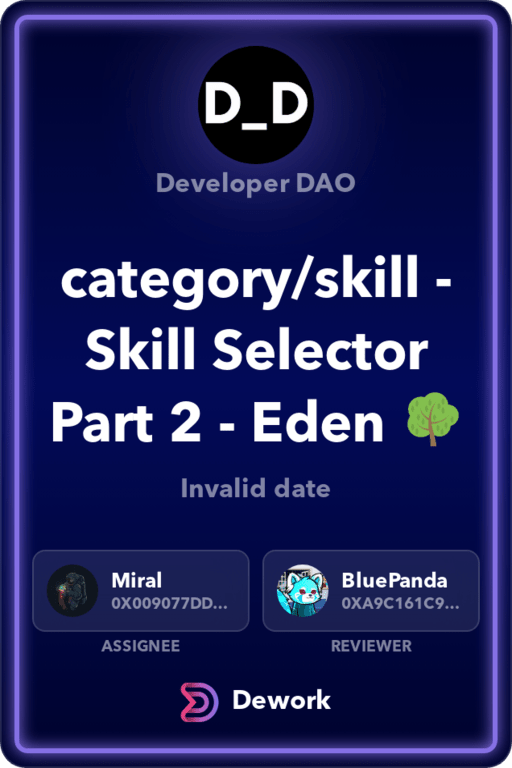 D_D
Developer DAO
category/skill -
Skill Selector
Part 2 - Eden 🌳
Invalid date
Miral
0X009077DD...
BluePanda
0XA9C161C9...
ASSIGNEE
REVIEWER
Dework